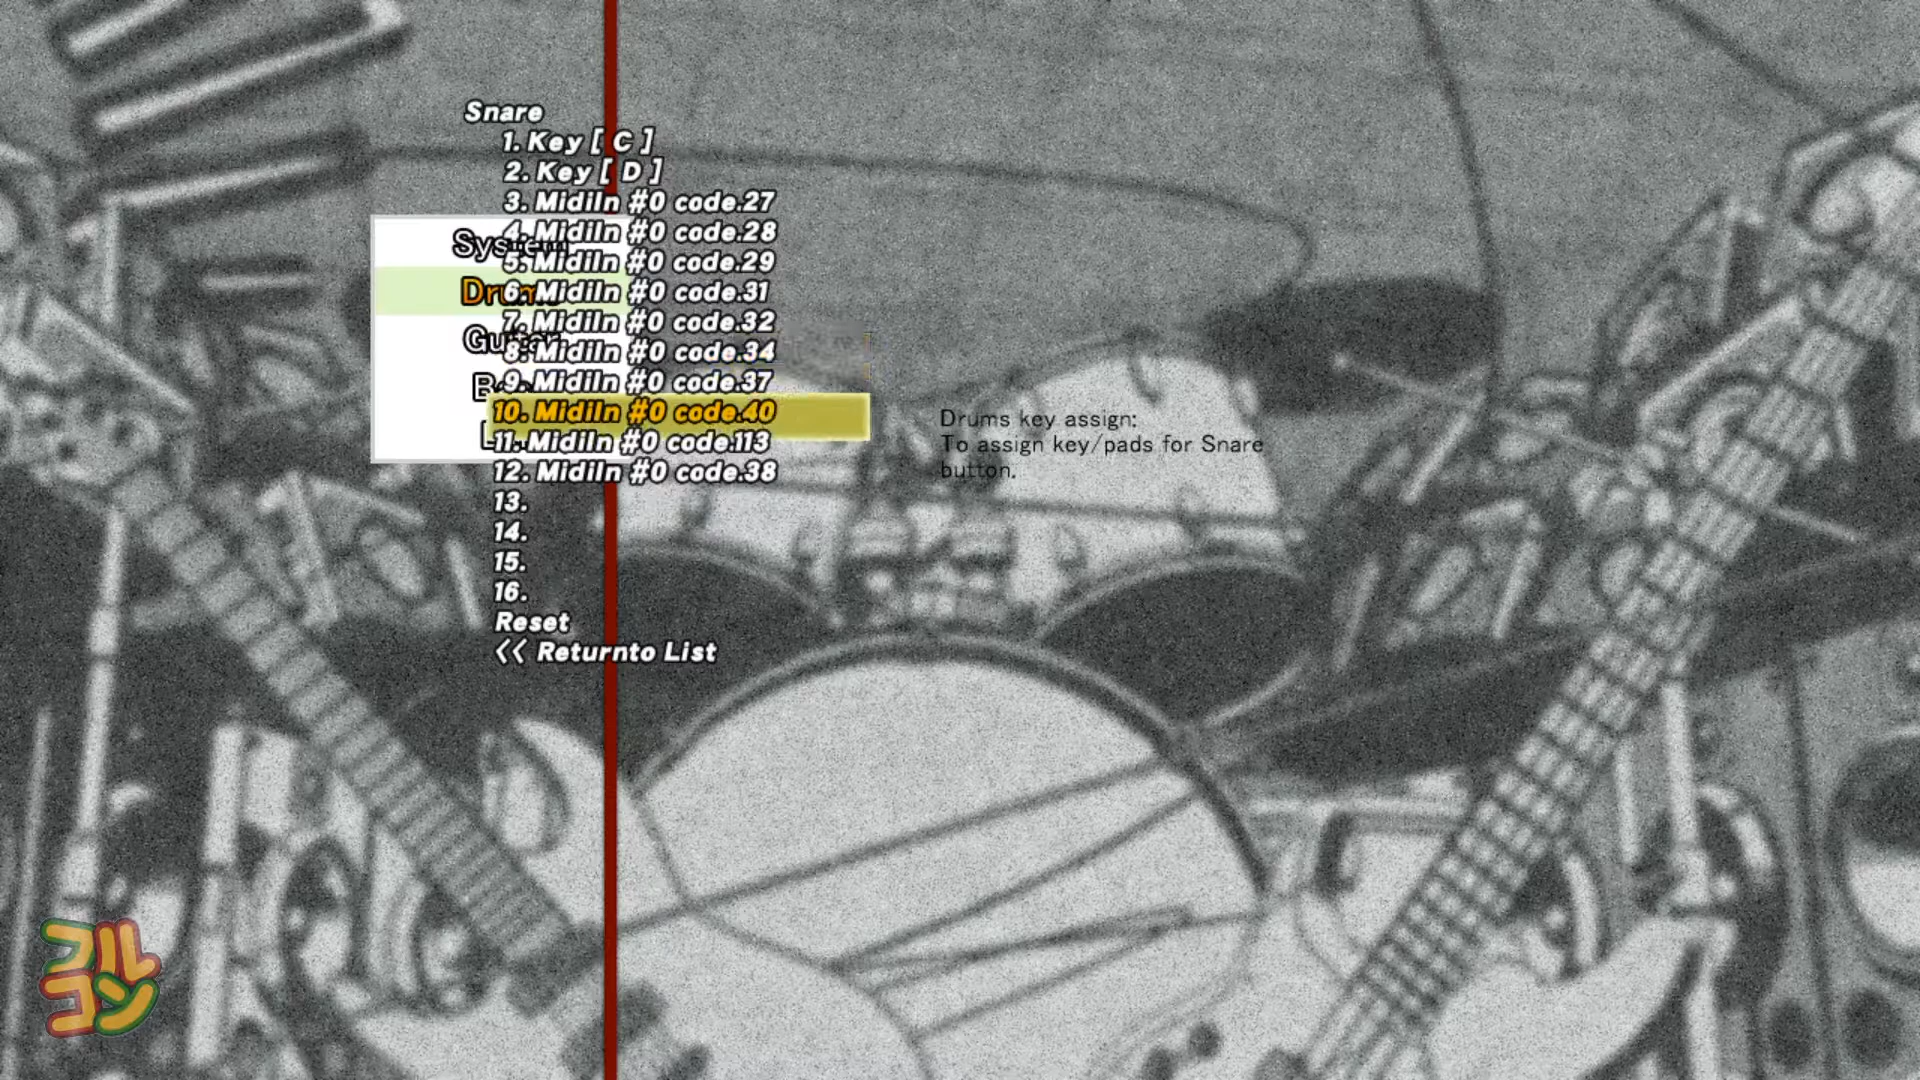 Snare
1. Key [ C ]
2. Key [ D ]
3. MidiIn #0 code.27
4. MidiIn #0 code.28
System
5. MidiIn #0 code.29
Drums
6. MidiIn #0 code.31
7. MidiIn #0 code.32
Guitar
8. MidiIn #0 code.34
9. MidiIn #0 code.37
10. MidiIn #0 code.40
11. MidiIn #0 code.113
12. MidiIn #0 code.38
13.
14.
15.
16.
Reset
<< Returnto List
Drums key assign:
To assign key/pads for Snare
button.
フル
コン